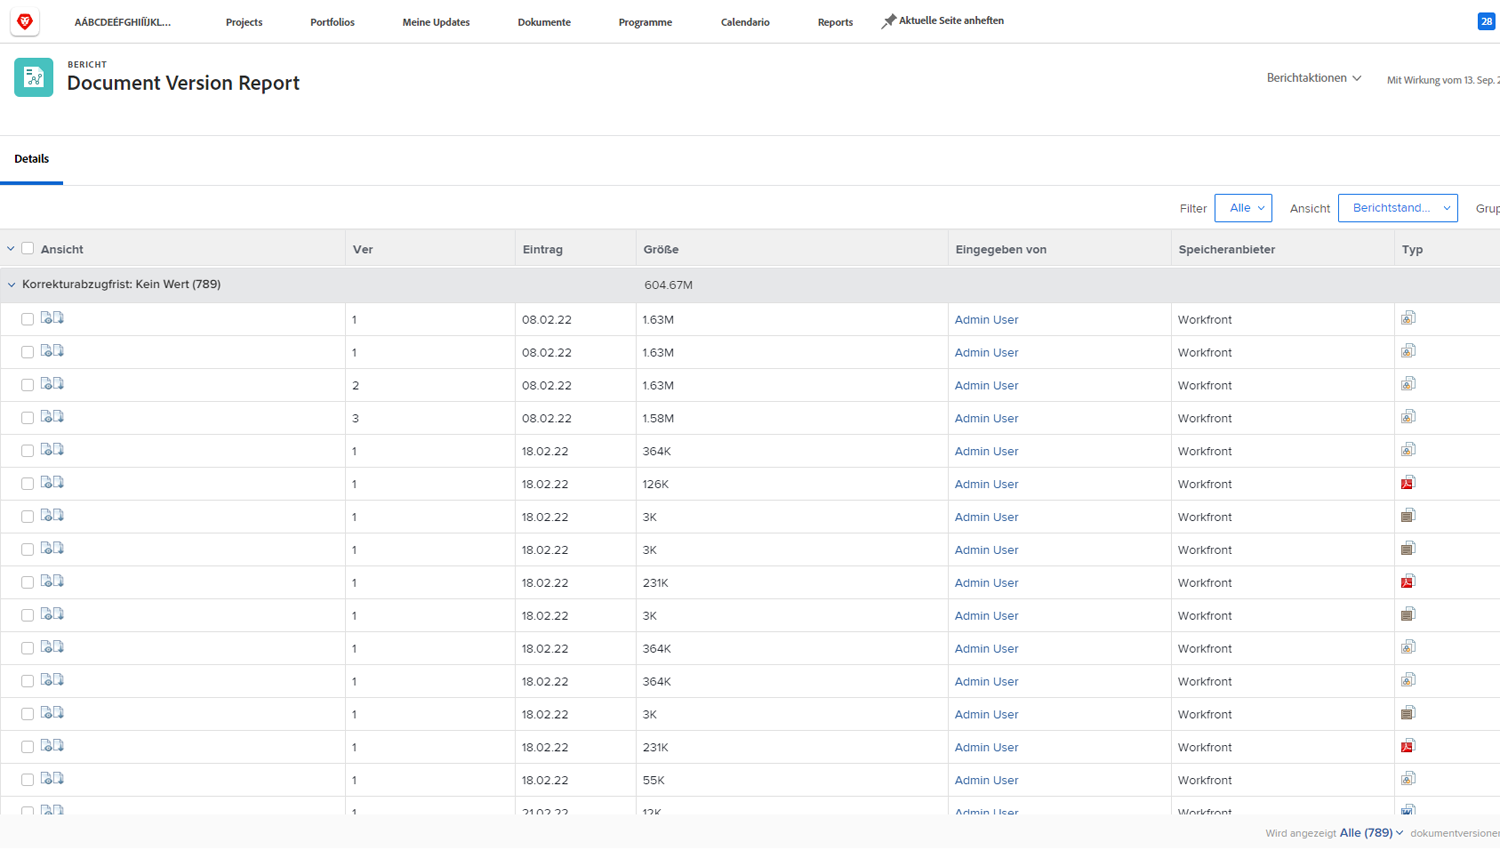 AÁBCDEÉFGHIÍÏJKL... Projects Portfolios Meine Updates Dokumente Programme Calendario Reports Aktuelle Seite anheften 28
BERICHT
Document Version Report
Berichtaktionen Mit Wirkung vom 13. Sep. 2
Details
Filter Alle Ansicht Berichtstand... Grup
Ansicht Ver Eintrag Größe Eingegeben von Speicheranbieter Typ
Korrekturabzugfrist: Kein Wert (789) 604.67M
1 08.02.22 1.63M Admin User Workfront
1 08.02.22 1.63M Admin User Workfront
2 08.02.22 1.63M Admin User Workfront
3 08.02.22 1.58M Admin User Workfront
1 18.02.22 364K Admin User Workfront
1 18.02.22 126K Admin User Workfront
1 18.02.22 3K Admin User Workfront
1 18.02.22 3K Admin User Workfront
1 18.02.22 231K Admin User Workfront
1 18.02.22 3K Admin User Workfront
1 18.02.22 364K Admin User Workfront
1 18.02.22 364K Admin User Workfront
1 18.02.22 3K Admin User Workfront
1 18.02.22 231K Admin User Workfront
1 18.02.22 55K Admin User Workfront
1 21.02.22 12K Admin User Workfront
Wird angezeigt Alle (789) dokumentversionen